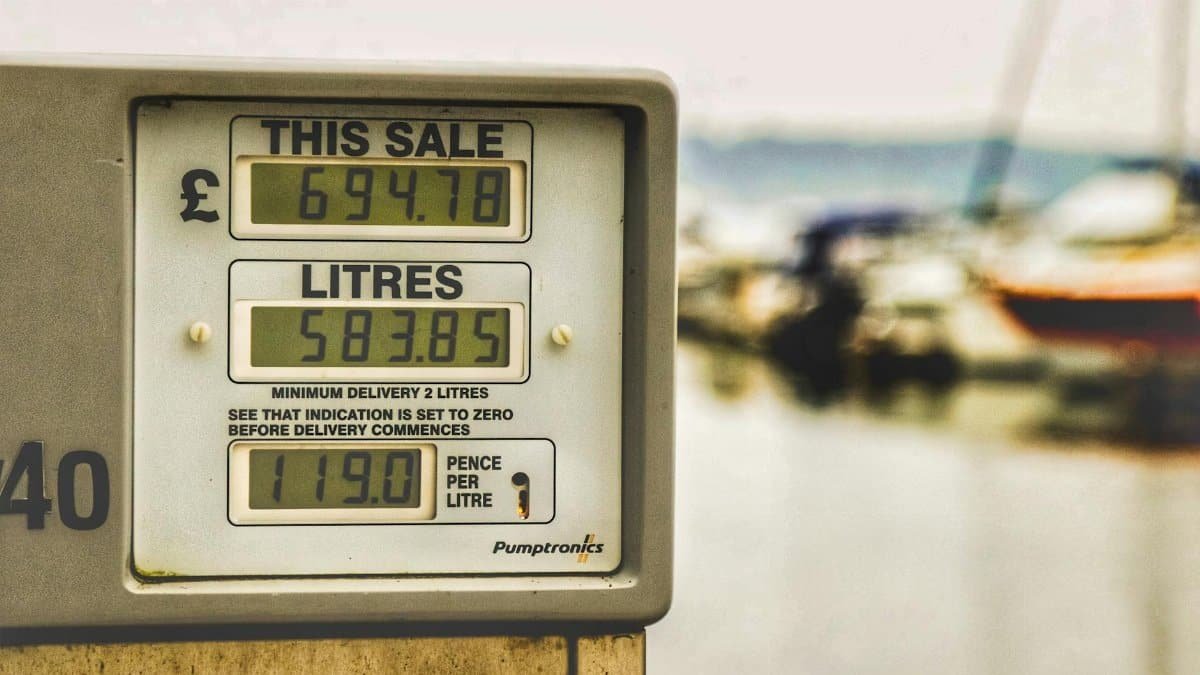 THIS SALE
£ 694.78
LITRES
583.85
MINIMUM DELIVERY 2 LITRES
SEE THAT INDICATION IS SET TO ZERO
BEFORE DELIVERY COMMENCES
119.0
PENCE
PER
LITRE
40
Pumptronics